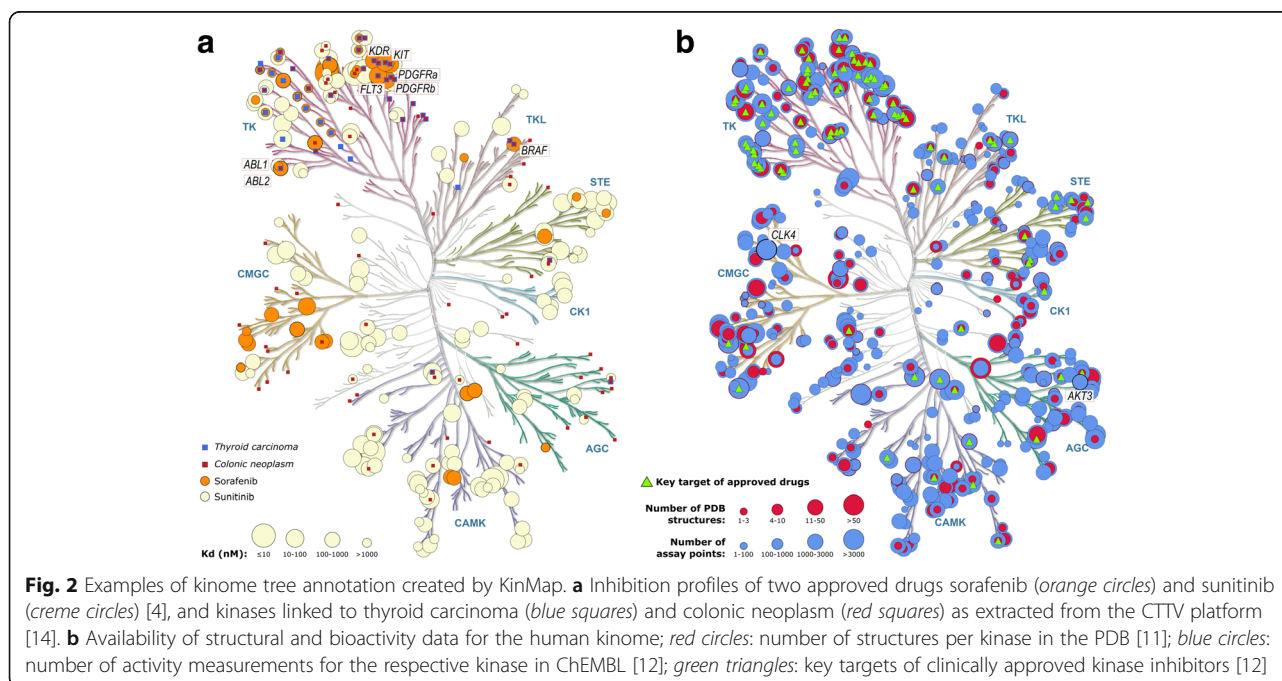 a
KDR
KIT
PDGFRa
FLT3
PDGFRb
TK
TKL
BRAF
ABL1
ABL2
STE
CMGC
CK1
AGC
CAMK
Thyroid carcinoma
Colonic neoplasm
Sorafenib
Sunitinib
Kd (nM):
≤10 10-100 100-1000 >1000
b
TK
TKL
STE
CLK4
CMGC
CK1
AKT3
AGC
CAMK
Key target of approved drugs
Number of PDB
structures:
1-3 4-10 11-50 >50
Number of
assay points:
1-100 100-1000 1000-3000 >3000
Fig. 2 Examples of kinome tree annotation created by KinMap. a Inhibition profiles of two approved drugs sorafenib (orange circles) and sunitinib
(creme circles) [4], and kinases linked to thyroid carcinoma (blue squares) and colonic neoplasm (red squares) as extracted from the CTTV platform
[14]. b Availability of structural and bioactivity data for the human kinome; red circles: number of structures per kinase in the PDB [11]; blue circles:
number of activity measurements for the respective kinase in ChEMBL [12]; green triangles: key targets of clinically approved kinase inhibitors [12]